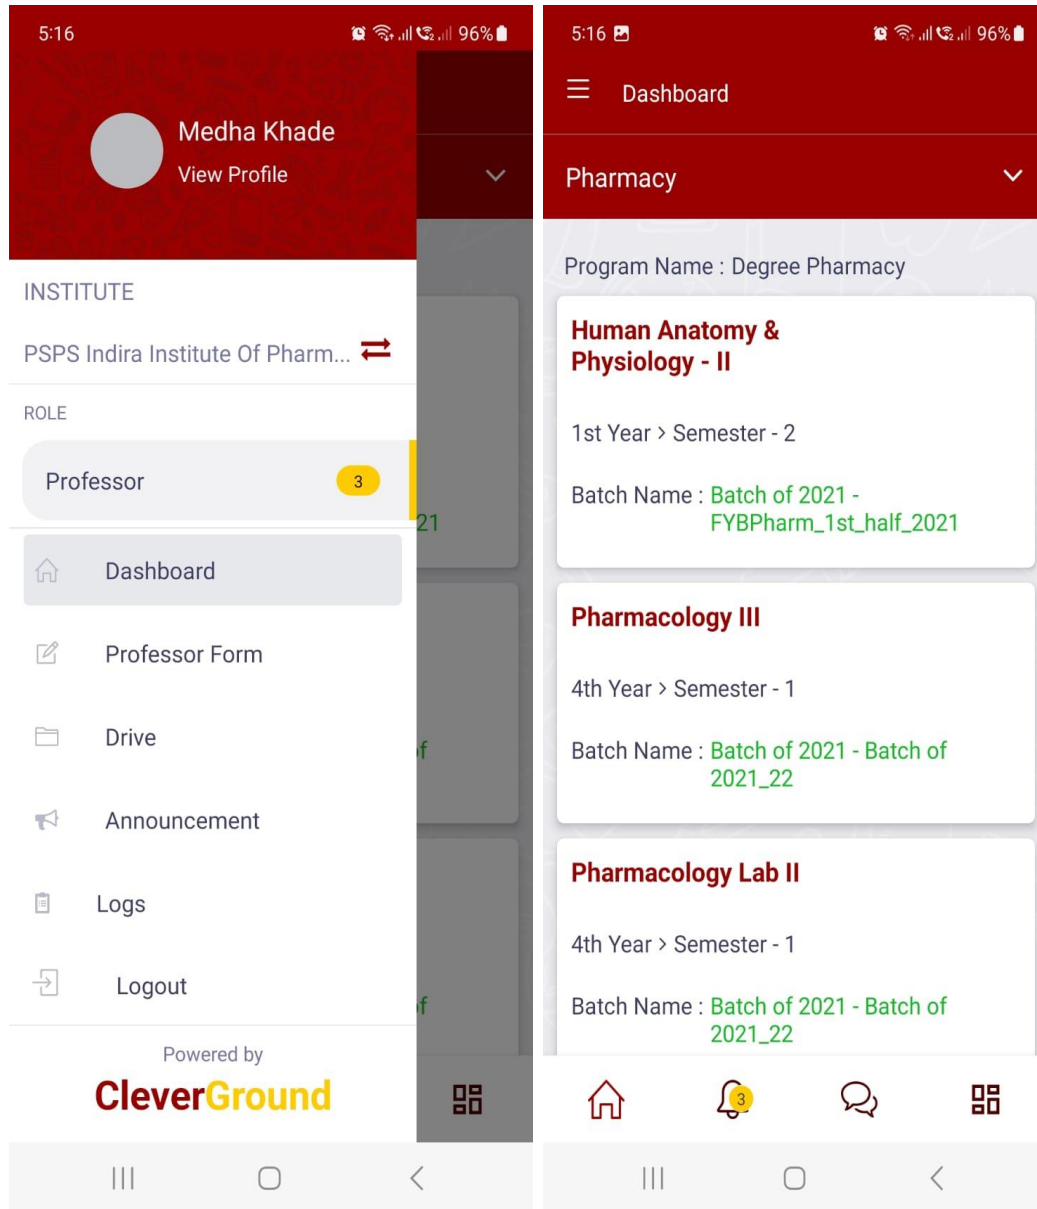 5:16
96%
Medha Khade
View Profile
INSTITUTE
PSPS Indira Institute Of Pharm...
ROLE
Professor
3
21
Dashboard
Professor Form
Drive
of
Announcement
Logs
Logout
of
Powered by
CleverGround
5:16
96%
Dashboard
Pharmacy
Program Name : Degree Pharmacy
Human Anatomy &
Physiology - II
1st Year > Semester - 2
Batch Name : Batch of 2021 -
FYBPharm_1st_half_2021
Pharmacology III
4th Year > Semester - 1
Batch Name : Batch of 2021 - Batch of
2021_22
Pharmacology Lab II
4th Year > Semester - 1
Batch Name : Batch of 2021 - Batch of
2021_22
3